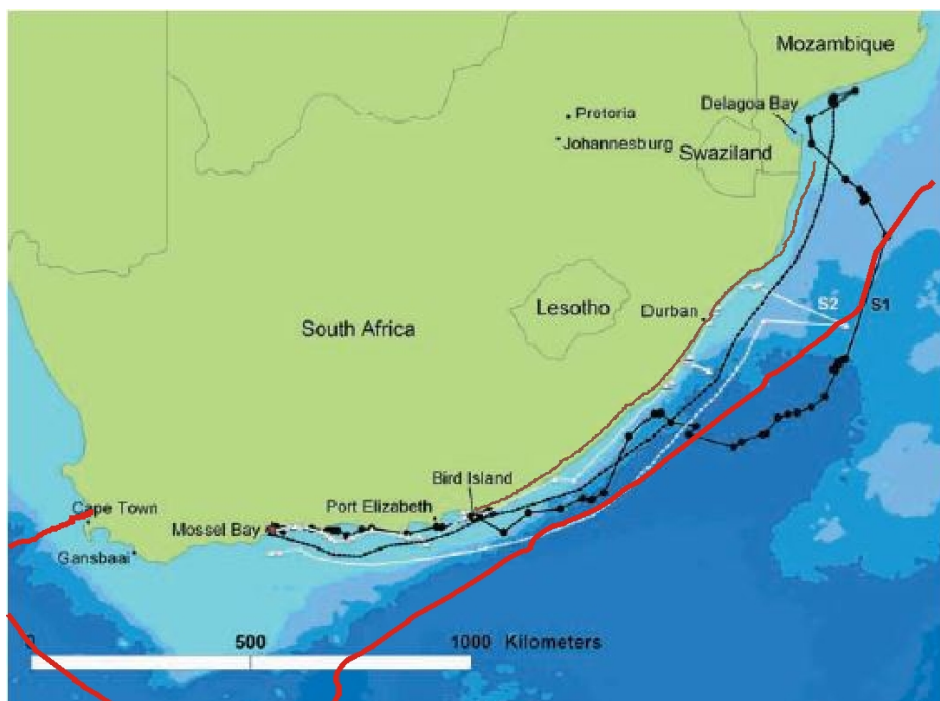 Mozambique
Delagoa Bay
Pretoria
Johannesburg
Swaziland
Lesotho
Durban
S2
S1
South Africa
Bird Island
Port Elizabeth
Cape Town
Mossel Bay
Gansbaai
0 500 1000 Kilometers